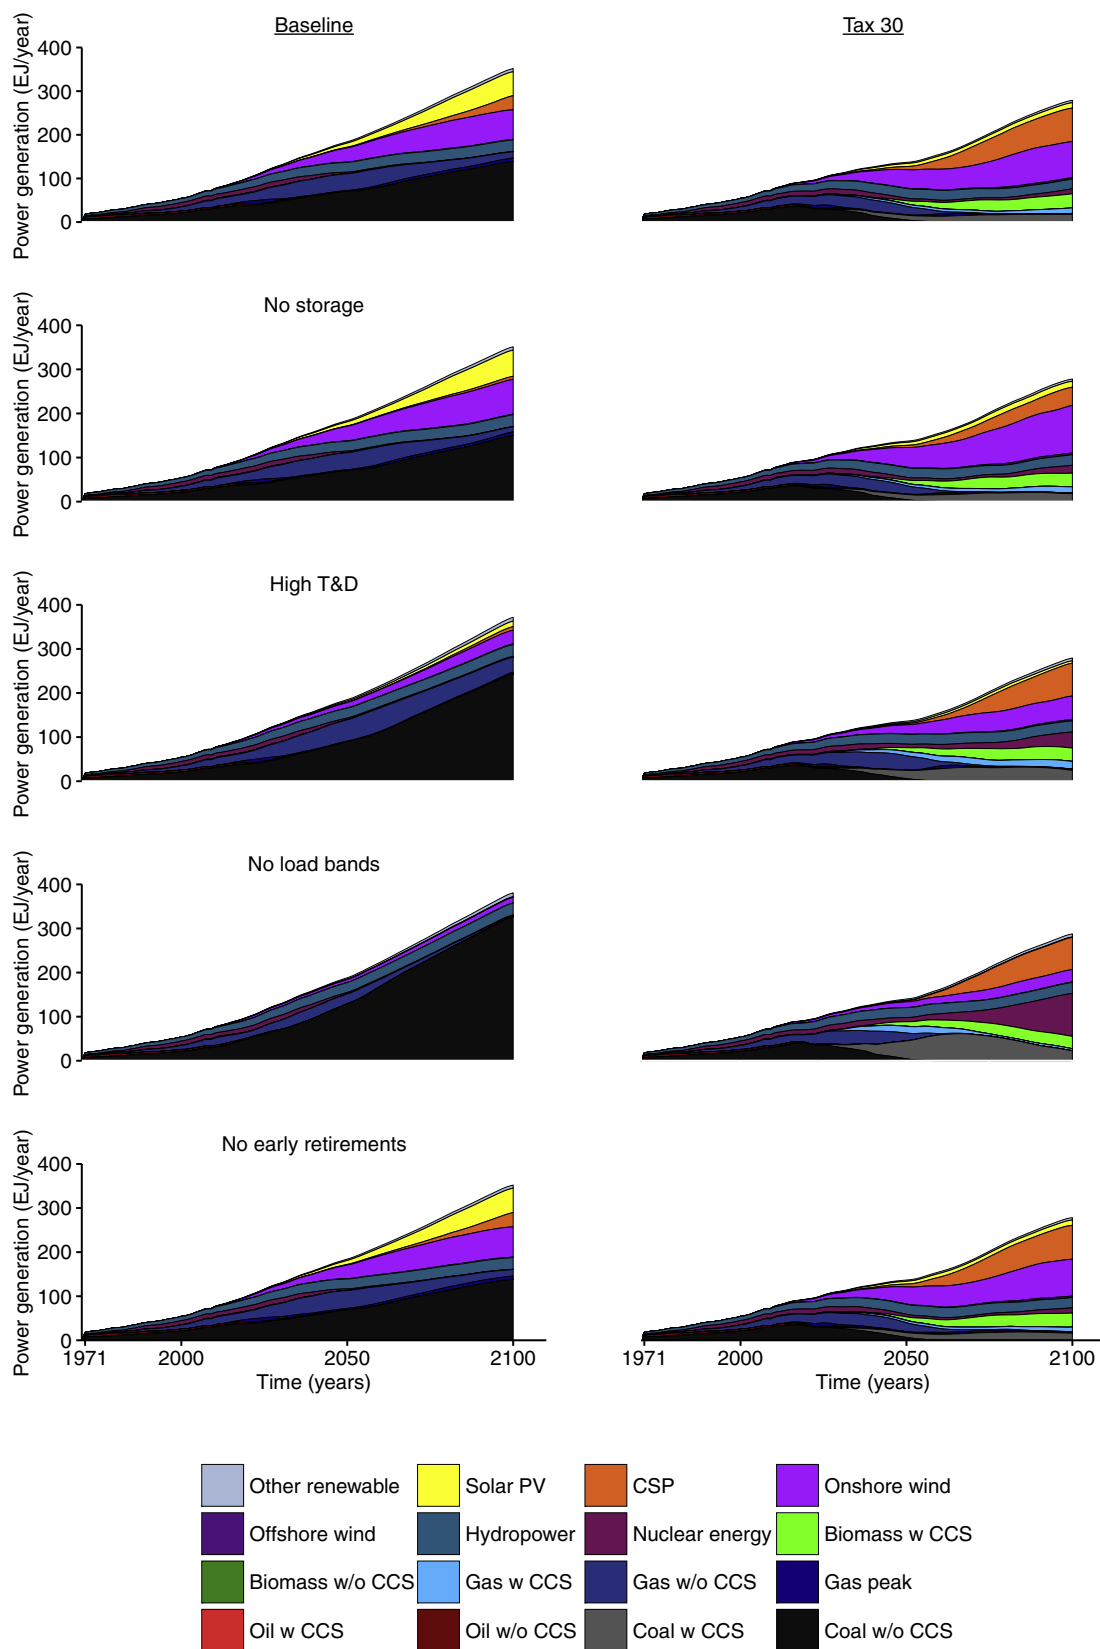 Baseline
Tax 30
Power generation (EJ/year)
400
300
200
100
0
No storage
Power generation (EJ/year)
400
300
200
100
0
High T&D
Power generation (EJ/year)
400
300
200
100
0
No load bands
Power generation (EJ/year)
400
300
200
100
0
No early retirements
Power generation (EJ/year)
400
300
200
100
0
1971 2000 2050 2100
Time (years)
1971 2000 2050 2100
Time (years)
Other renewable Solar PV CSP Onshore wind
Offshore wind Hydropower Nuclear energy Biomass w CCS
Biomass w/o CCS Gas w CCS Gas w/o CCS Gas peak
Oil w CCS Oil w/o CCS Coal w CCS Coal w/o CCS